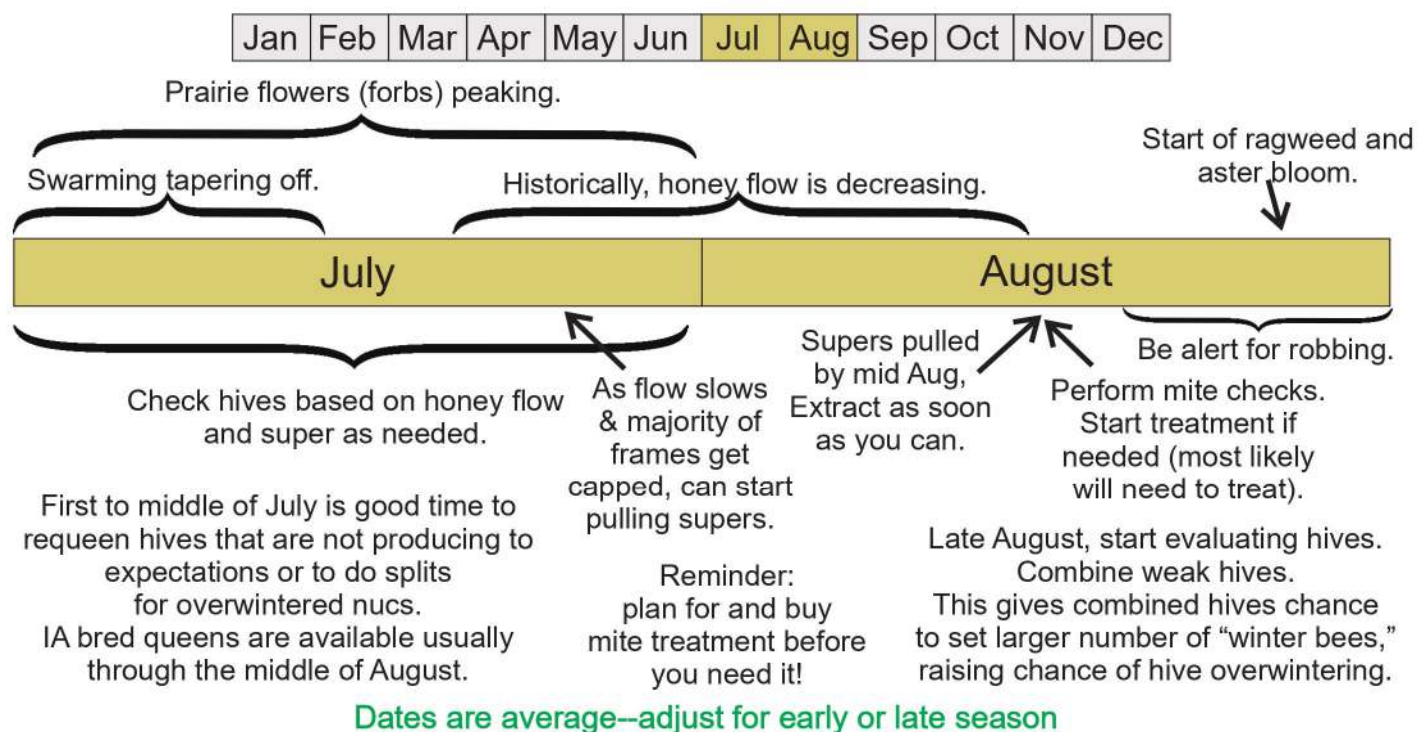 Jan Feb Mar Apr May Jun Jul Aug Sep Oct Nov Dec
Prairie flowers (forbs) peaking.
Swarming tapering off.
Historically, honey flow is decreasing.
Start of ragweed and
aster bloom.
July
August
Check hives based on honey flow
and super as needed.
As flow slows
& majority of
frames get
capped, can start
pulling supers.
Supers pulled
by mid Aug,
Extract as soon
as you can.
Be alert for robbing.
Perform mite checks.
Start treatment if
needed (most likely
will need to treat).
First to middle of July is good time to
requeen hives that are not producing to
expectations or to do splits
for overwintered nucs.
IA bred queens are available usually
through the middle of August.
Reminder:
plan for and buy
mite treatment before
you need it!
Late August, start evaluating hives.
Combine weak hives.
This gives combined hives chance
to set larger number of “winter bees,”
raising chance of hive overwintering.
Dates are average--adjust for early or late season